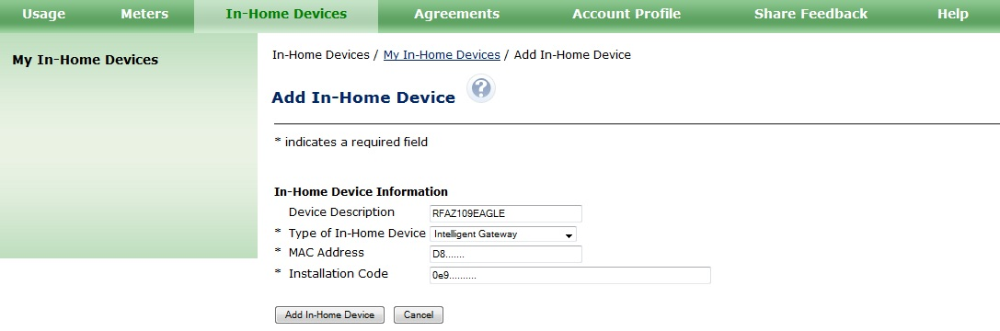 Usage Meters In-Home Devices Agreements Account Profile Share Feedback Help
My In-Home Devices
In-Home Devices / My In-Home Devices / Add In-Home Device
Add In-Home Device ?
* indicates a required field
In-Home Device Information
Device Description RFAZ109EAGLE
* Type of In-Home Device Intelligent Gateway
* MAC Address D8.......
* Installation Code 0e9..........
Add In-Home Device Cancel